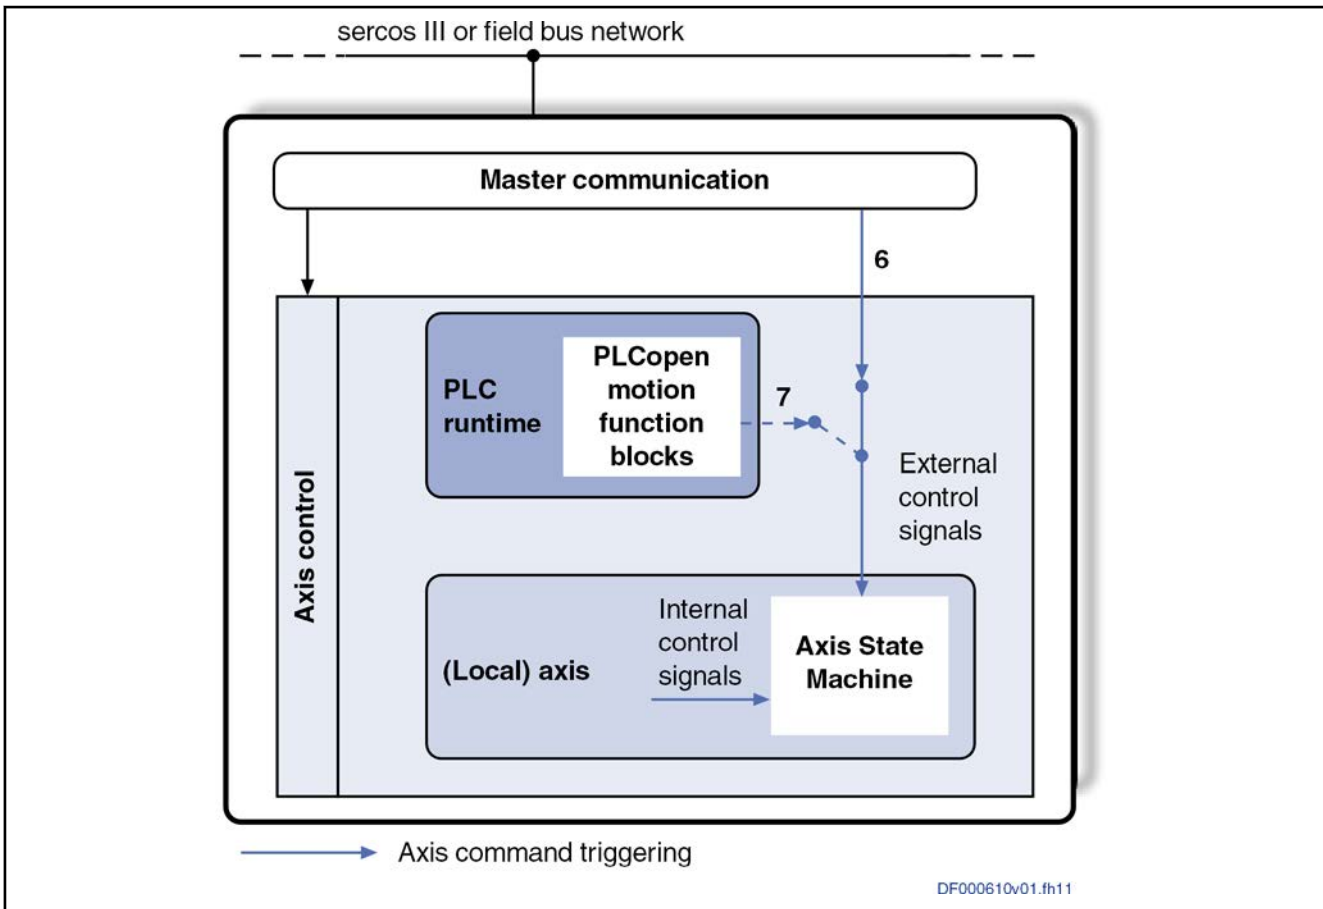 sercos III or field bus network
Master communication
6
PLC
runtime
PLCopen
motion
function
blocks
7
External
control
signals
Axis control
(Local) axis
Internal
control
signals
Axis State
Machine
Axis command triggering
DF000610v01.fh11